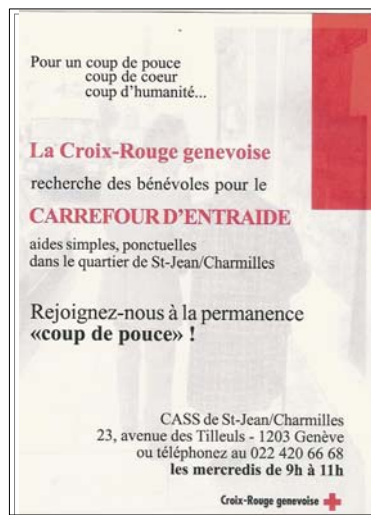 Pour un coup de pouce
coup de coeur
coup d'humanité...
La Croix-Rouge genevoise
recherche des bénévoles pour le
CARREFOUR D'ENTRAIDE
aides simples, ponctuelles
dans le quartier de St-Jean/Charmilles
Rejoignez-nous à la permanence
«coup de pouce» !
CASS de St-Jean/Charmilles
23, avenue des Tilleuls - 1203 Genève
ou téléphonez au 022 420 66 68
les mercredis de 9h à 11h
Croix-Rouge genevoise